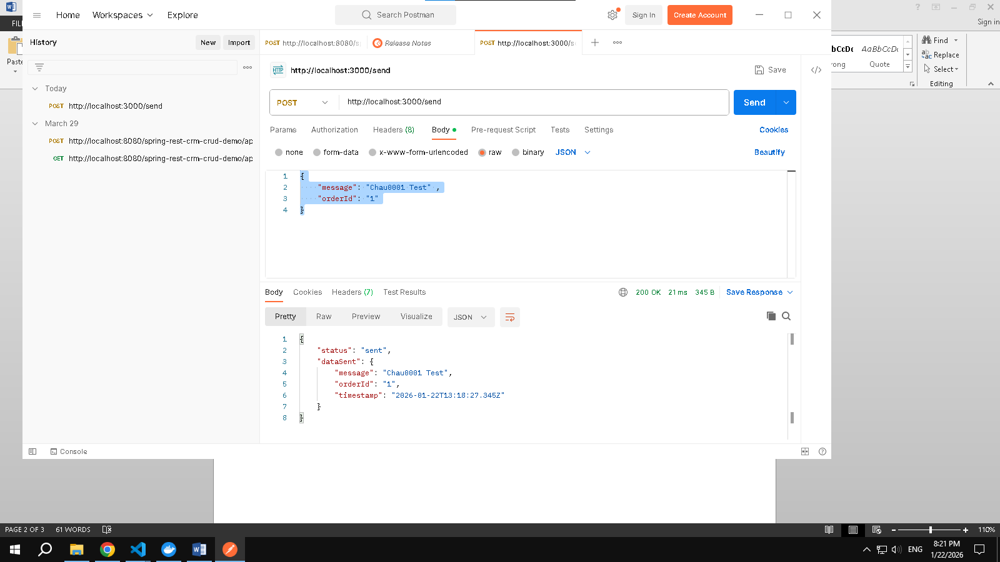 FILE
Sign in
Paste
Home
Workspaces
Explore
Search Postman
Sign In
Create Account
History
New
Import
POST http://localhost:8080/s
Release Notes
POST http://localhost:3000/s
Today
POST http://localhost:3000/send
March 29
POST http://localhost:8080/spring-rest-crm-crud-demo/ap
GET http://localhost:8080/spring-rest-crm-crud-demo/ap
HTTP http://localhost:3000/send
Save
</>
POST
http://localhost:3000/send
Send
Params
Authorization
Headers (8)
Body
Pre-request Script
Tests
Settings
Cookies
none
form-data
x-www-form-urlencoded
raw
binary
JSON
Beautify
1 {
2 "message": "Chau0001 Test" ,
3 "orderId": "1"
4 }
Body
Cookies
Headers (7)
Test Results
200 OK
21 ms
345 B
Save Response
Pretty
Raw
Preview
Visualize
JSON
1 {
2 "status": "sent",
3 "dataSent": {
4 "message": "Chau0001 Test",
5 "orderId": "1",
6 "timestamp": "2026-01-22T13:18:27.345Z"
7 }
8 }
Console
bCcDc
AaBbCcDc
rong
Quote
Find
Replace
Select
Editing
PAGE 2 OF 3
61 WORDS
110%
ENG
8:21 PM
1/22/2026